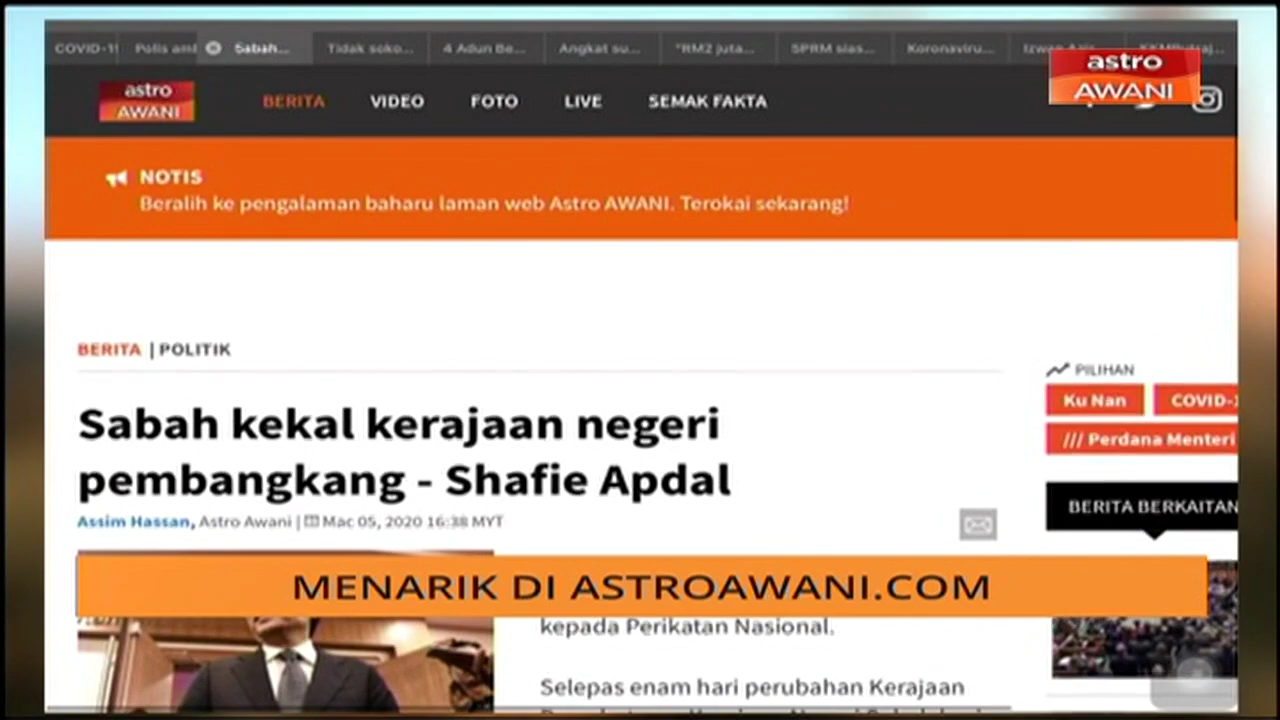 COVID-1
Polis am
Sabah...
Tidak soko...
4 Adun Be...
Angkat su...
"RM2 juta...
SPRM sias...
Koronaviru...
astro
AWANI
astro
AWANI
BERITA
VIDEO
FOTO
LIVE
SEMAK FAKTA
NOTIS
Beralih ke pengalaman baharu laman web Astro AWANI. Terokai sekarang!
BERITA | POLITIK
Sabah kekal kerajaan negeri
pembangkang - Shafie Apdal
Assim Hassan, Astro Awani | Mac 05, 2020 16:38 MYT
PILIHAN
Ku Nan
COVID-
/// Perdana Menteri
BERITA BERKAITAN
MENARIK DI ASTROAWANI.COM
kepada Perikatan Nasional.
Selepas enam hari perubahan Kerajaan